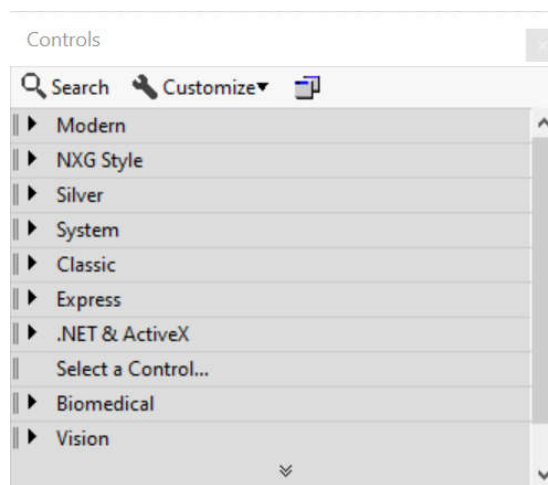 Controls
Search Customize
Modern
NXG Style
Silver
System
Classic
Express
.NET & ActiveX
Select a Control...
Biomedical
Vision